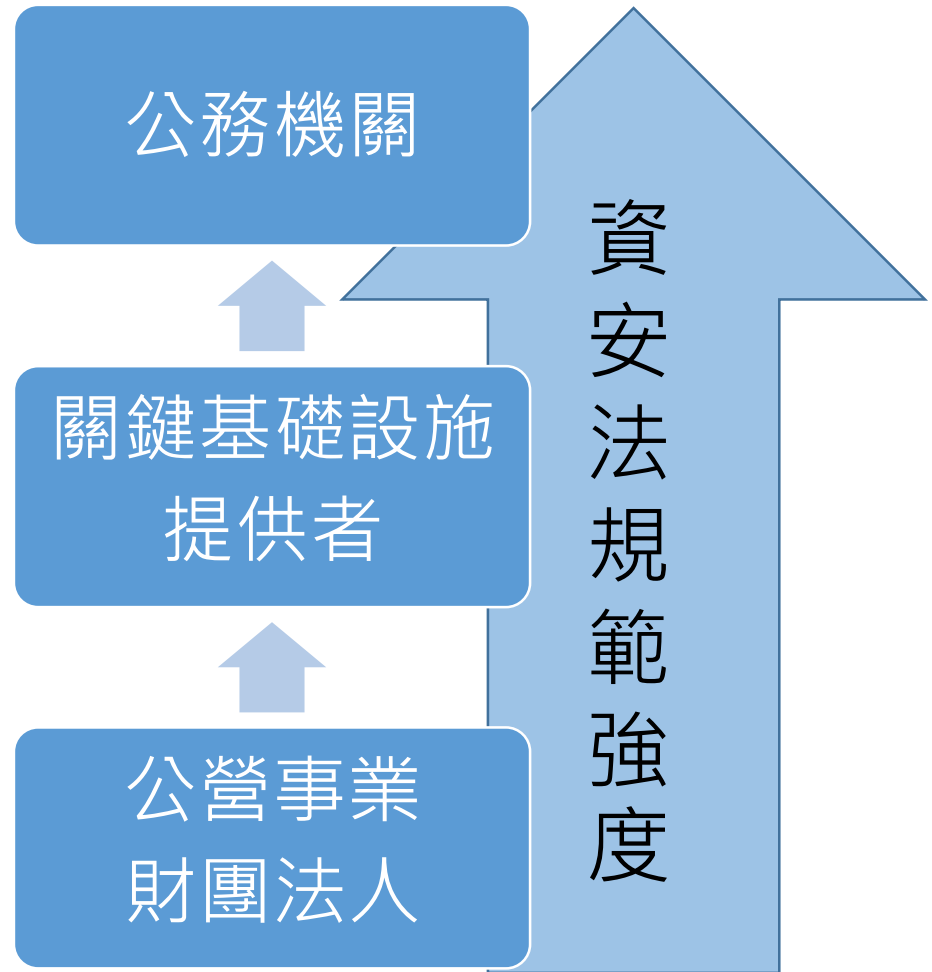 公務機關
關鍵基礎設施
提供者
公營事業
財團法人
資安法規範強度